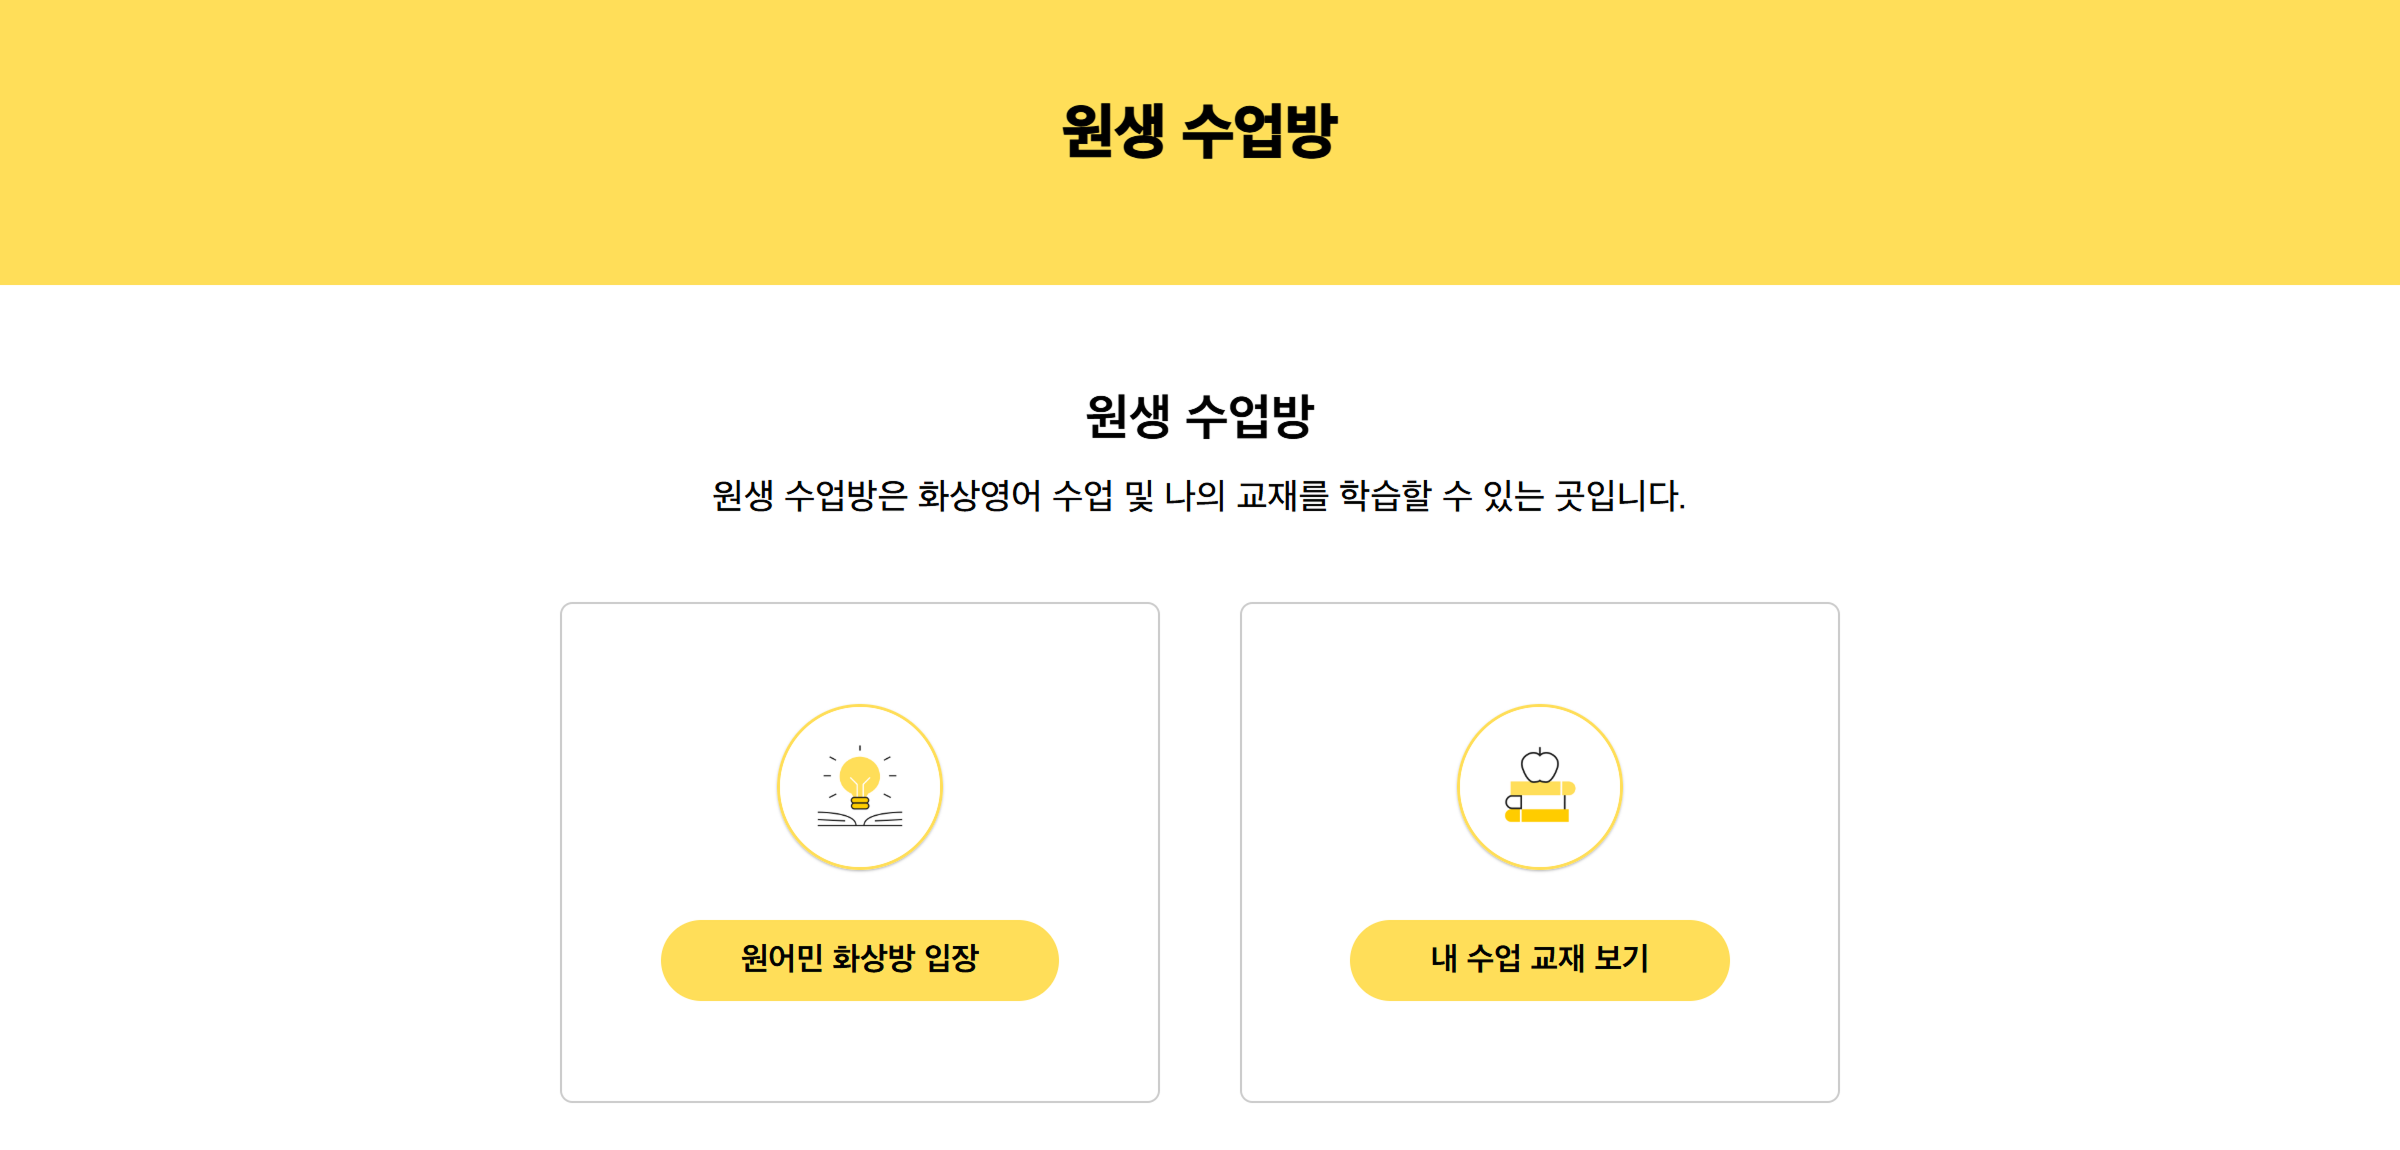 원생 수업방
원생 수업방
원생 수업방은 화상영어 수업 및 나의 교재를 학습할 수 있는 곳입니다.
원어민 화상방 입장
내 수업 교재 보기